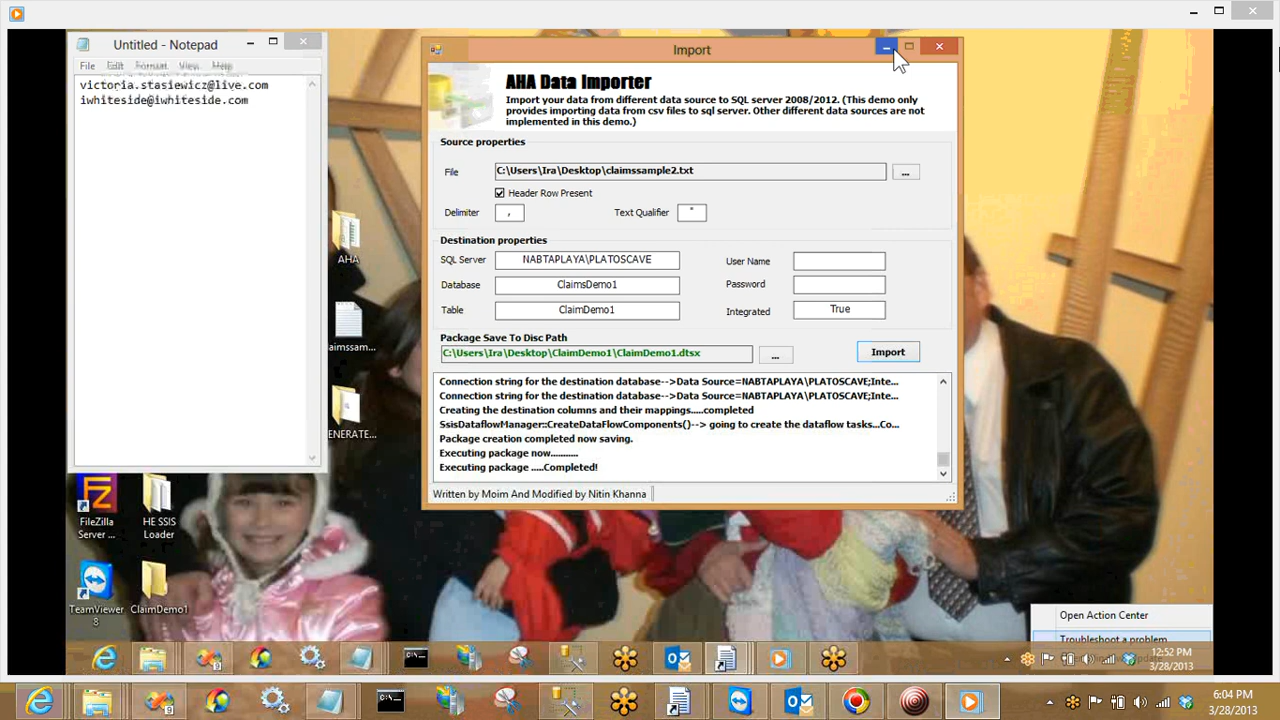 Untitled - Notepad
File Edit Format View Help
victoria.stasiewicz@live.com
iwhiteside@iwhiteside.com
Import
AHA Data Importer
Import your data from different data source to SQL server 2008/2012. (This demo only
provides importing data from csv files to sql server. Other different data sources are not
implemented in this demo.)
Source properties
File C:\Users\Ira\Desktop\claimssample2.txt ...
Header Row Present
Delimiter , Text Qualifier "
Destination properties
SQL Server NABTAPLAYA\PLATOSCAVE User Name
Database ClaimsDemo1 Password
Table ClaimDemo1 Integrated True
Package Save To Disc Path
C:\Users\Ira\Desktop\ClaimDemo1\ClaimDemo1.dtsx ... Import
Connection string for the destination database-->Data Source=NABTAPLAYA\PLATOSCAVE;Inte...
Connection string for the destination database-->Data Source=NABTAPLAYA\PLATOSCAVE;Inte...
Creating the destination columns and their mappings.....completed
SsisDataflowManager::CreateDataFlowComponents()--> going to create the dataflow tasks...Co...
Package creation completed now saving.
Executing package now...........
Executing package .....Completed!
Written by Moim And Modified by Nitin Khanna
AHA
aimssam...
ENERATE...
FileZilla
Server ...
HE SSIS
Loader
TeamViewer
8
ClaimDemo1
Open Action Center
Troubleshoot a problem
12:52 PM
3/28/2013
6:04 PM
3/28/2013